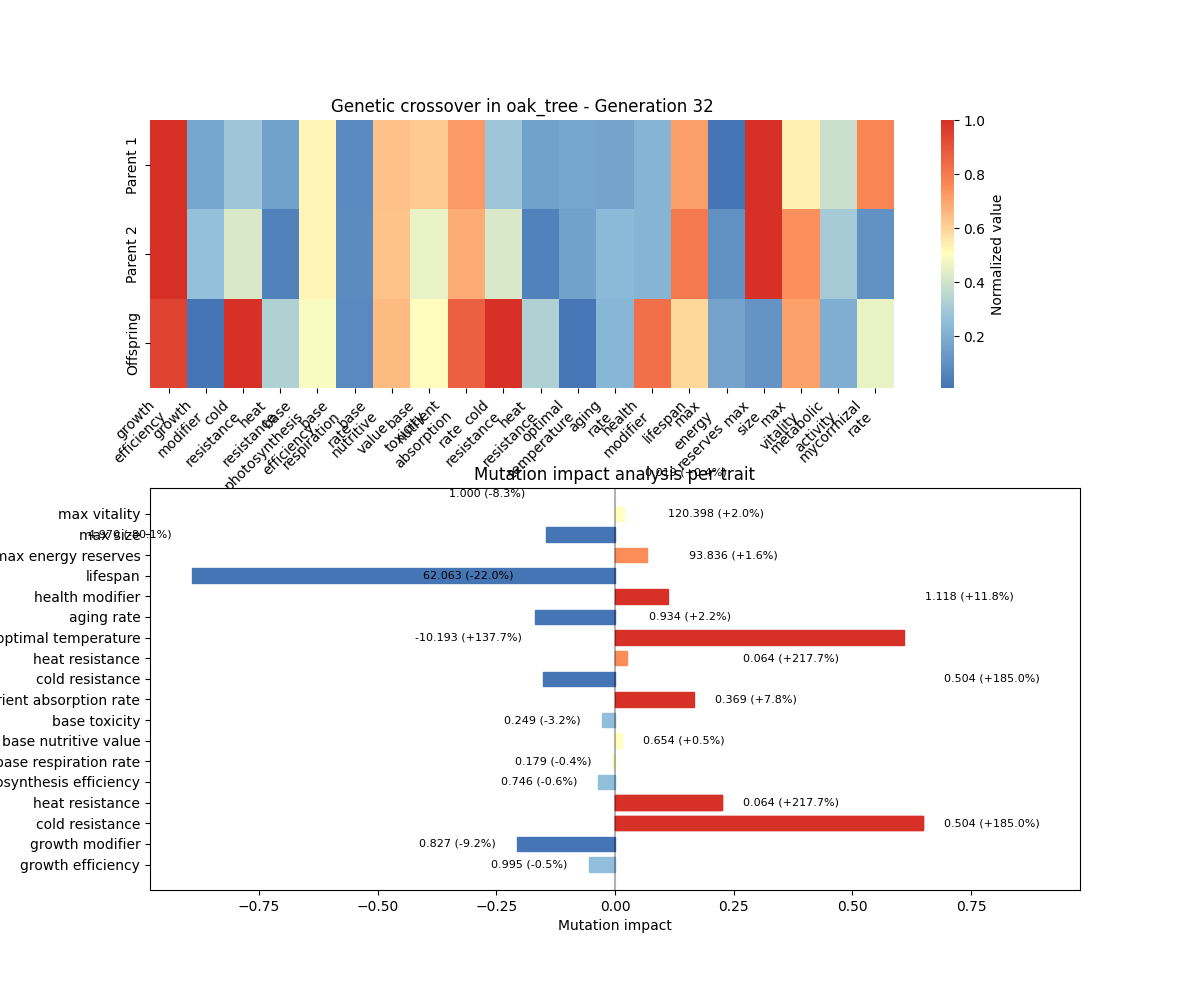 Genetic crossover in oak_tree - Generation 32
Parent 1
Parent 2
Offspring
1.0
0.8
0.6
0.4
0.2
Normalized value
growth
efficiency
growth
modifier
cold
resistance
heat
resistance
base
photosynthesis
efficiency
base
respiration
rate
base
nutritive
value
base
toxicity
nutrient
absorption
rate
cold
resistance
heat
resistance
optimal
temperature
aging
rate
health
modifier
lifespan
max
energy
reserves
max
size
max
vitality
metabolic
activity
mycorrhizal
rate
Mutation impact analysis per trait
1.000 (-8.3%)
max vitality
120.398 (+2.0%)
max size
max energy reserves
93.836 (+1.6%)
lifespan
62.063 (-22.0%)
health modifier
1.118 (+11.8%)
aging rate
0.934 (+2.2%)
optimal temperature
-10.193 (+137.7%)
heat resistance
0.064 (+217.7%)
cold resistance
0.504 (+185.0%)
rient absorption rate
0.369 (+7.8%)
base toxicity
0.249 (-3.2%)
base nutritive value
0.654 (+0.5%)
base respiration rate
0.179 (-0.4%)
osynthesis efficiency
0.746 (-0.6%)
heat resistance
0.064 (+217.7%)
cold resistance
0.504 (+185.0%)
growth modifier
0.827 (-9.2%)
growth efficiency
0.995 (-0.5%)
−0.75
−0.50
−0.25
0.00
0.25
0.50
0.75
Mutation impact